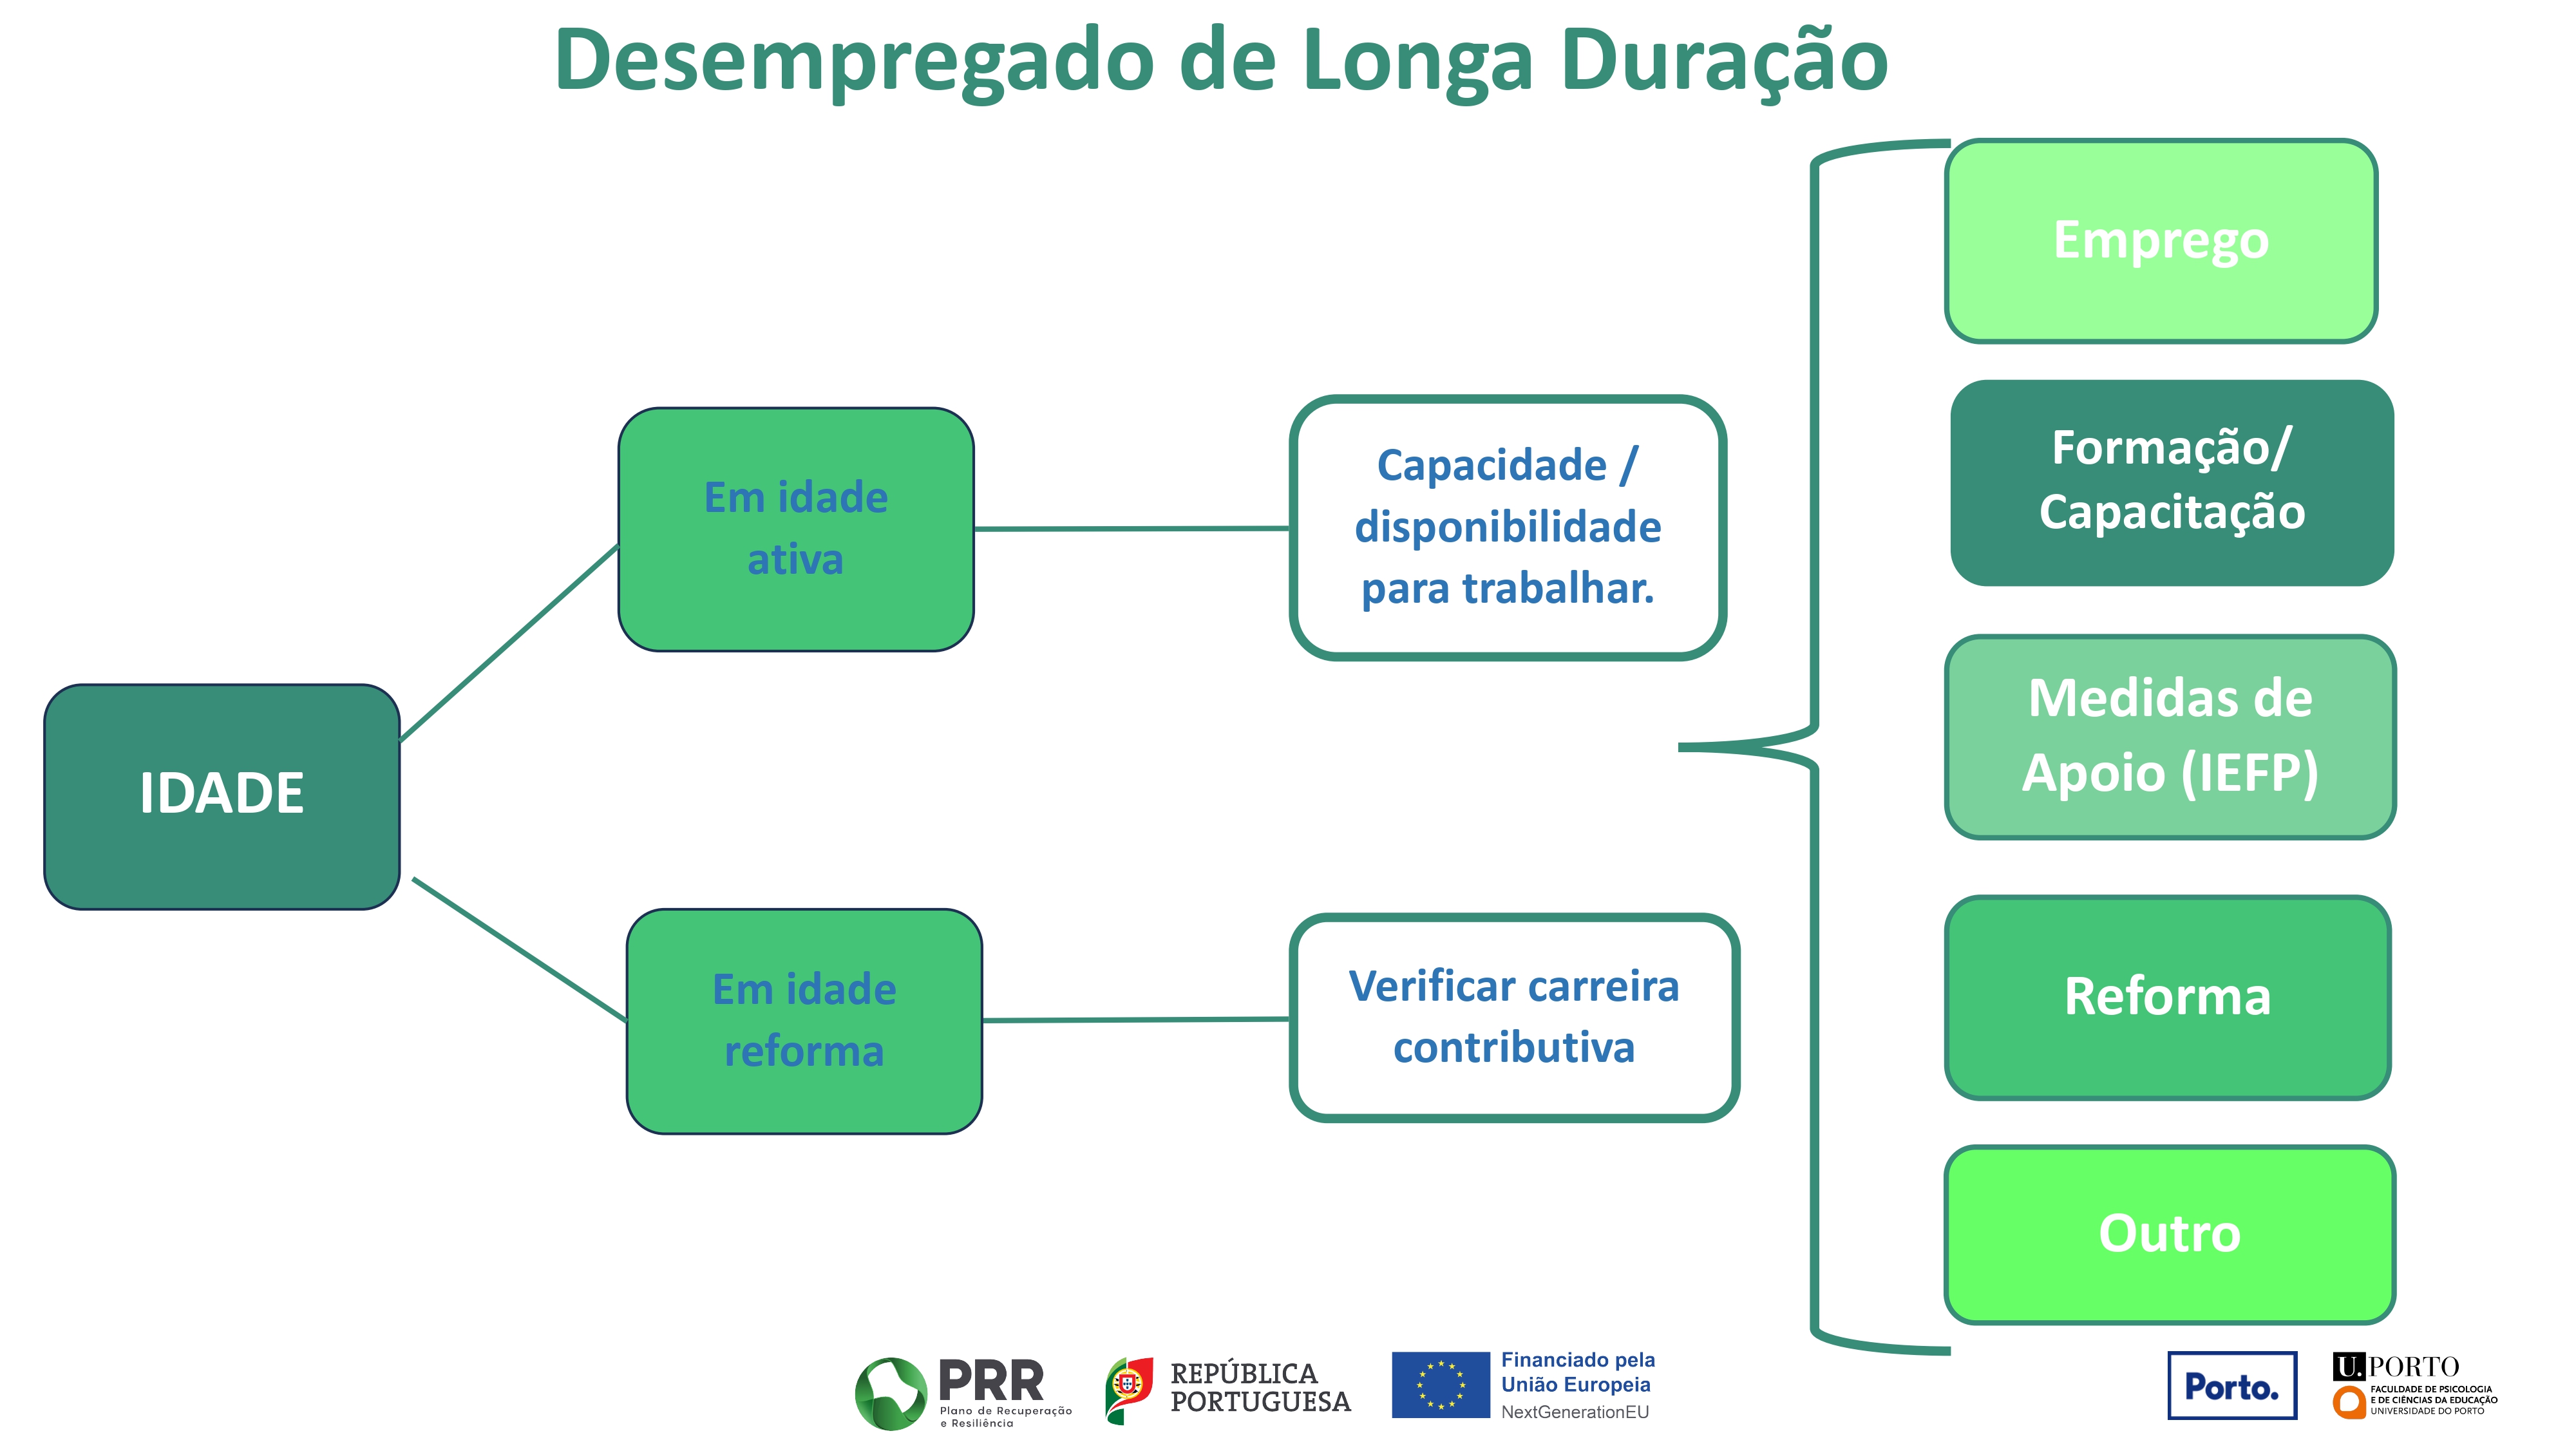 Desempregado de Longa Duração
IDADE
Em idade
ativa
Em idade
reforma
Capacidade /
disponibilidade
para trabalhar.
Verificar carreira
contributiva
Emprego
Formação/
Capacitação
Medidas de
Apoio (IEFP)
Reforma
Outro
PRR
Plano de Recuperação
e Resiliência
REPÚBLICA
PORTUGUESA
Financiado pela
União Europeia
NextGenerationEU
Porto.
U.PORTO
FACULDADE DE PSICOLOGIA
E DE CIÊNCIAS DA EDUCAÇÃO
UNIVERSIDADE DO PORTO